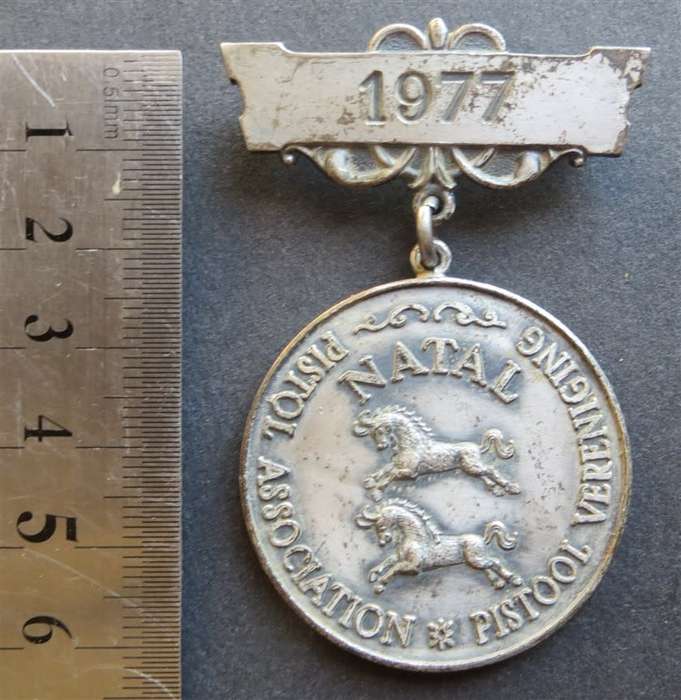 0.5mm
1
2
3
4
5
6
1977
NATAL
PISTOL ASSOCIATION * PISTOOL VERENIGING